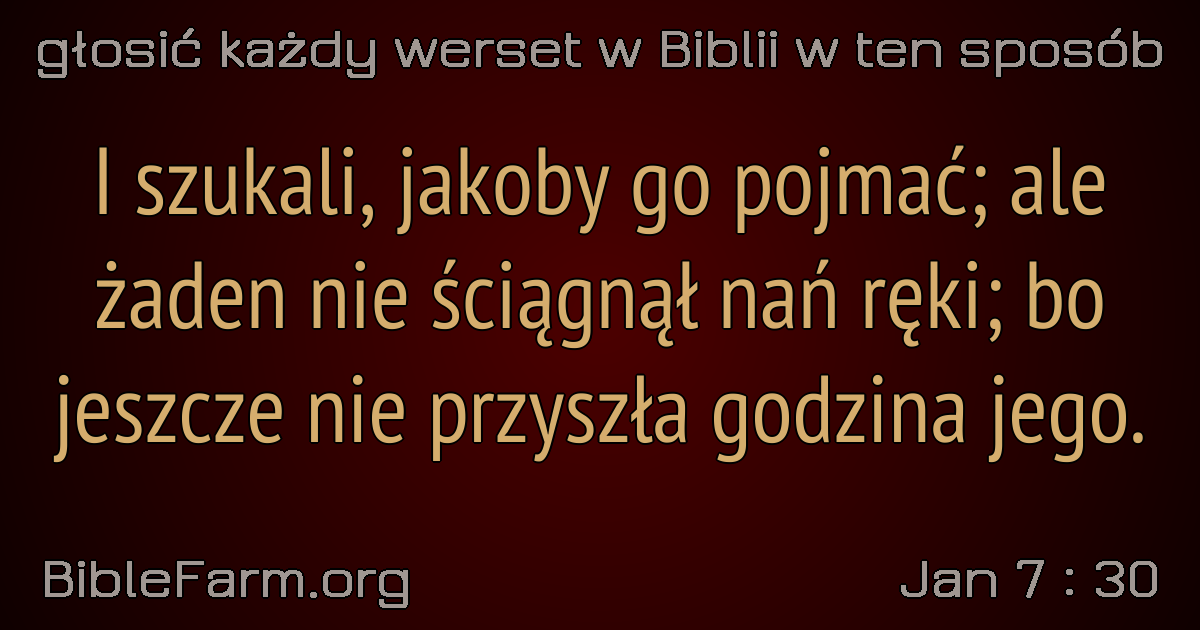 głosić każdy werset w Biblii w ten sposób
I szukali, jakoby go pojmać; ale
żaden nie ściągnął nań ręki; bo
jeszcze nie przyszła godzina jego.
BibleFarm.org
Jan 7 : 30